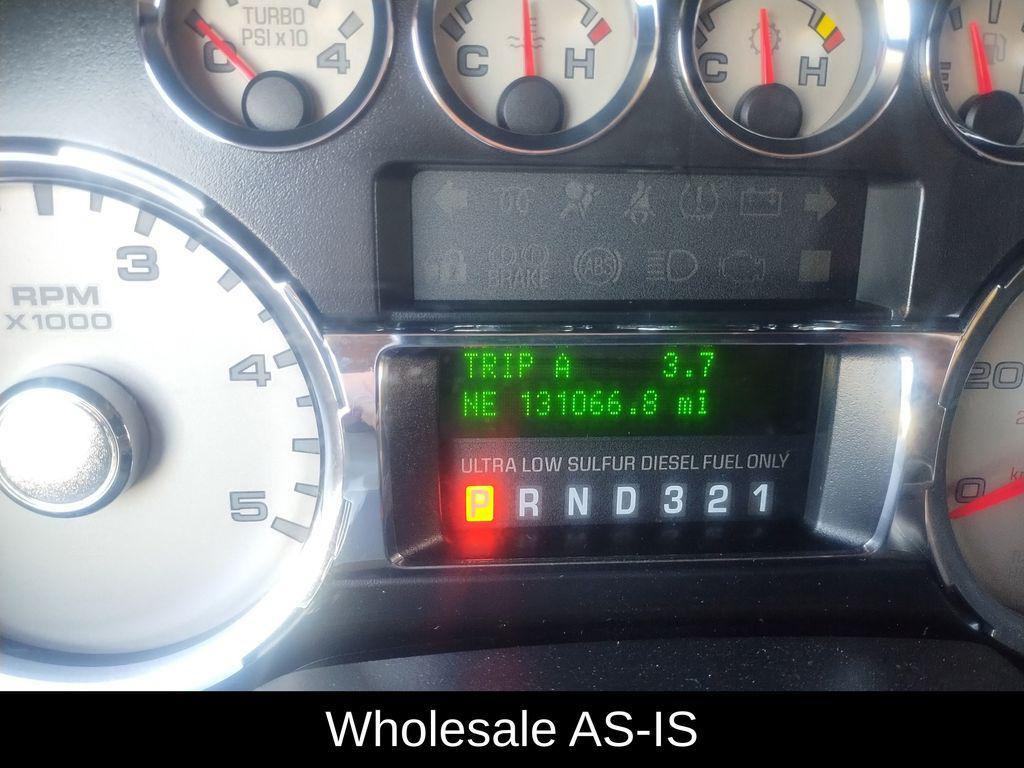 TURBO
PSI x 10
0 4
C H
C H
3
RPM
X1000
4
5
BRAKE
ABS
TRIP A 3.7
NE 131066.8 mi
ULTRA LOW SULFUR DIESEL FUEL ONLY
P R N D 3 2 1
20
0
Wholesale AS-IS